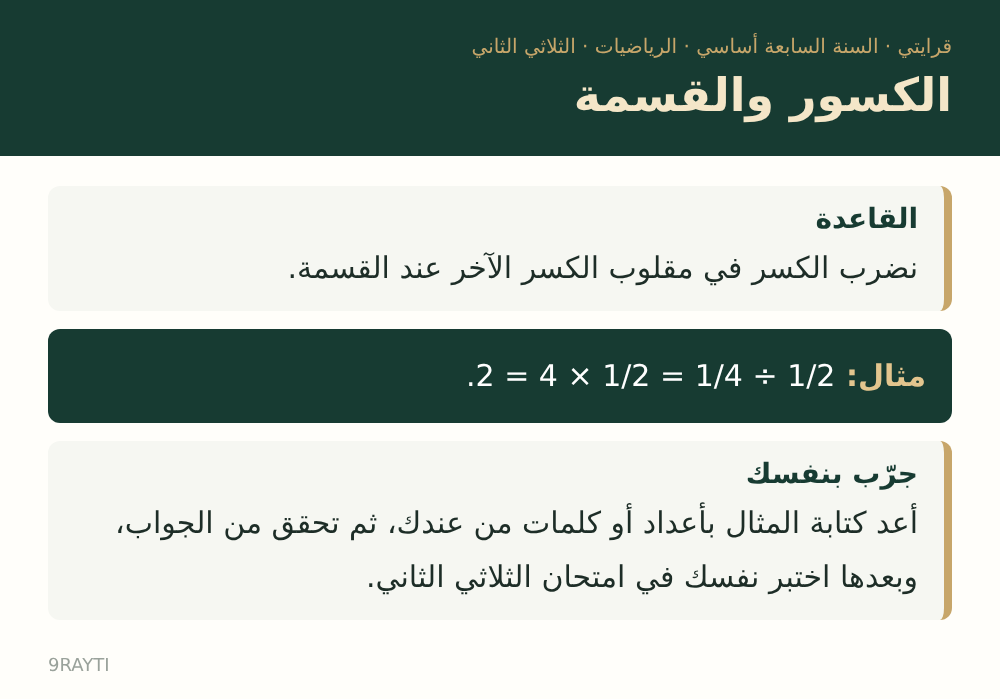 قرايتي · السنة السابعة أساسي · الرياضيات · الثلاثي الثاني
الكسور والقسمة
القاعدة
نضرب الكسر في مقلوب الكسر الآخر عند القسمة.
مثال: 1/2 ÷ 1/4 = 1/2 × 4 = 2.
جرّب بنفسك
أعد كتابة المثال بأعداد أو كلمات من عندك، ثم تحقق من الجواب،
وبعدها اختبر نفسك في امتحان الثلاثي الثاني.
9RAYTI